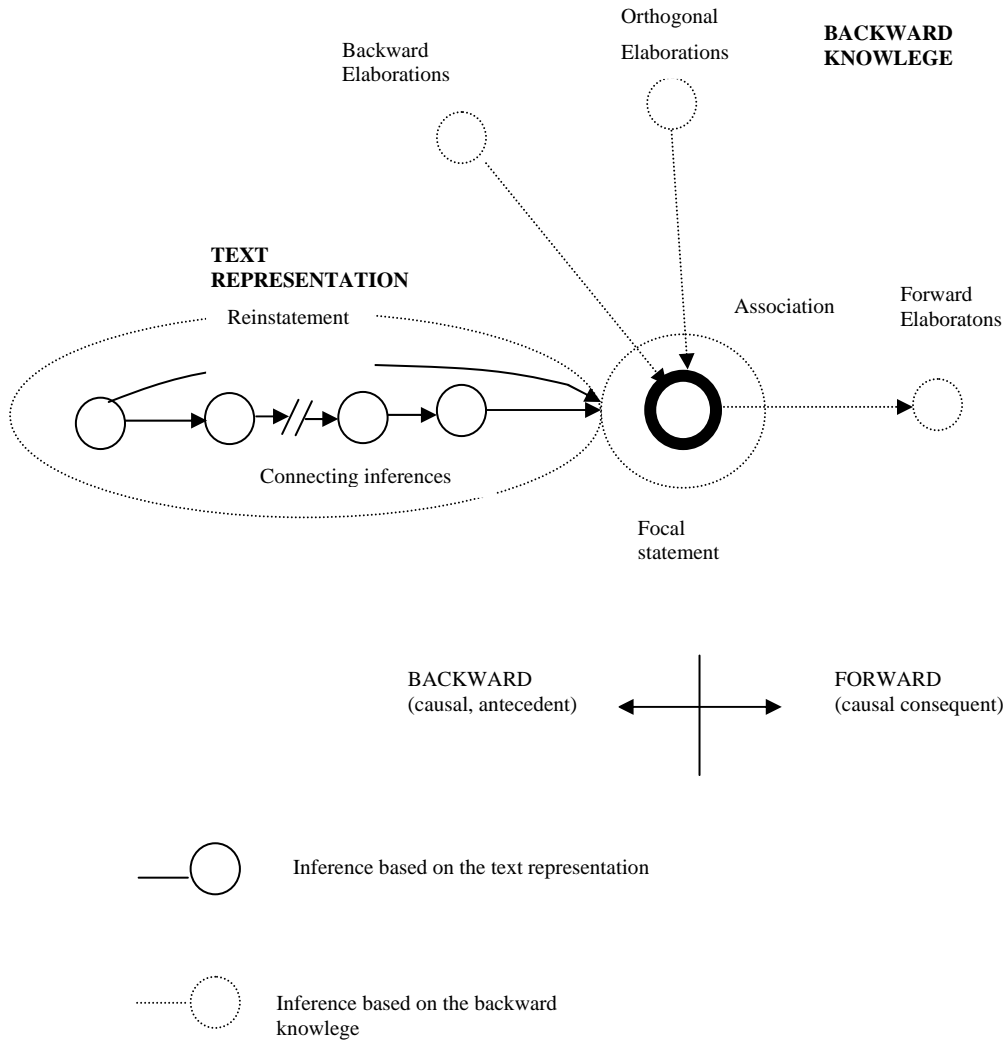 Orthogonal
Elaborations
BACKWARD
KNOWLEGE
Backward
Elaborations
TEXT
REPRESENTATION
Reinstatement
Association
Forward
Elaboratons
Connecting inferences
Focal
statement
BACKWARD
(causal, antecedent)
FORWARD
(causal consequent)
Inference based on the text representation
Inference based on the backward
knowlege